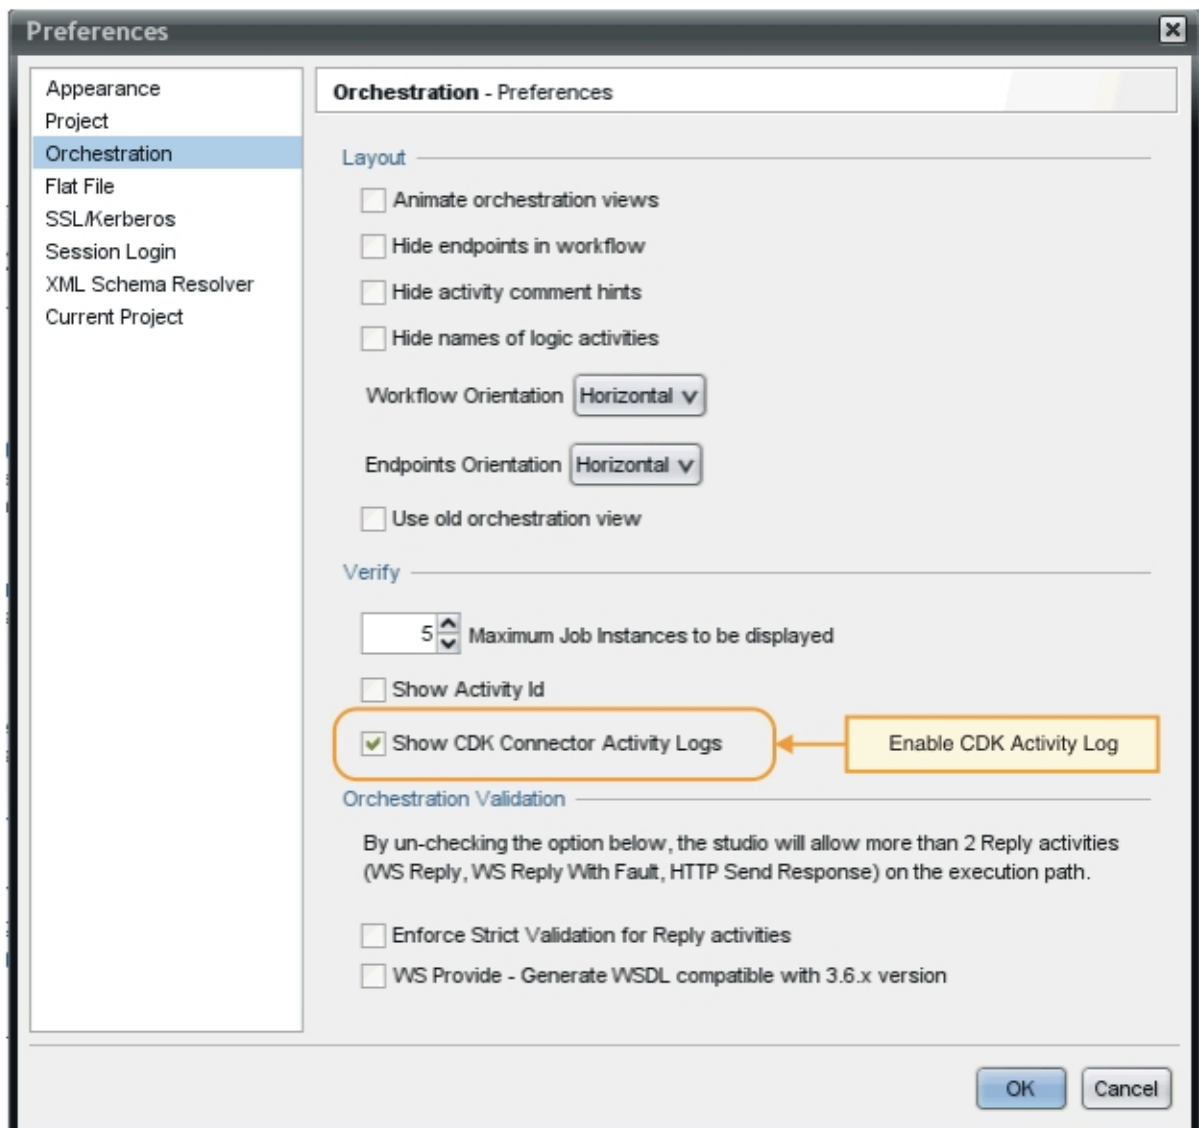 Preferences
Appearance
Project
Orchestration
Flat File
SSL/Kerberos
Session Login
XML Schema Resolver
Current Project
Orchestration - Preferences
Layout
Animate orchestration views
Hide endpoints in workflow
Hide activity comment hints
Hide names of logic activities
Workflow Orientation Horizontal
Endpoints Orientation Horizontal
Use old orchestration view
Verify
5 Maximum Job Instances to be displayed
Show Activity Id
Show CDK Connector Activity Logs
Enable CDK Activity Log
Orchestration Validation
By un-checking the option below, the studio will allow more than 2 Reply activities
(WS Reply, WS Reply With Fault, HTTP Send Response) on the execution path.
Enforce Strict Validation for Reply activities
WS Provide - Generate WSDL compatible with 3.6.x version
OK Cancel